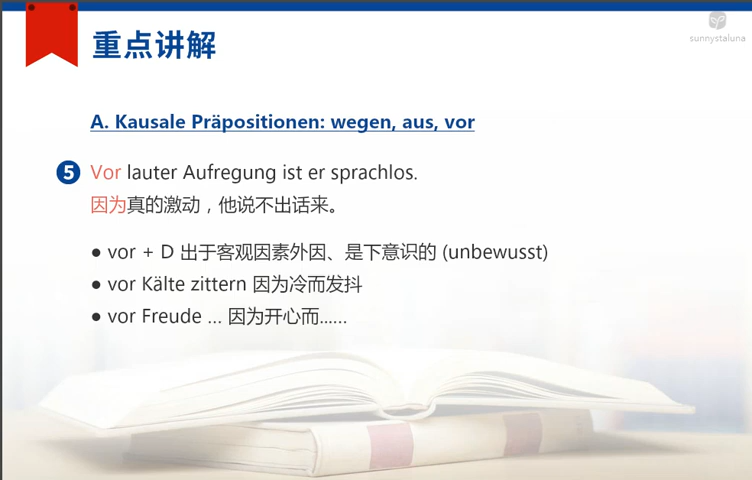 重点讲解
sunnystaluna
A. Kausale Präpositionen: wegen, aus, vor
5 Vor lauter Aufregung ist er sprachlos.
因为真的激动，他说不出话来。
● vor + D 出于客观因素外因、是下意识的 (unbewusst)
● vor Kälte zittern 因为冷而发抖
● vor Freude ... 因为开心而......